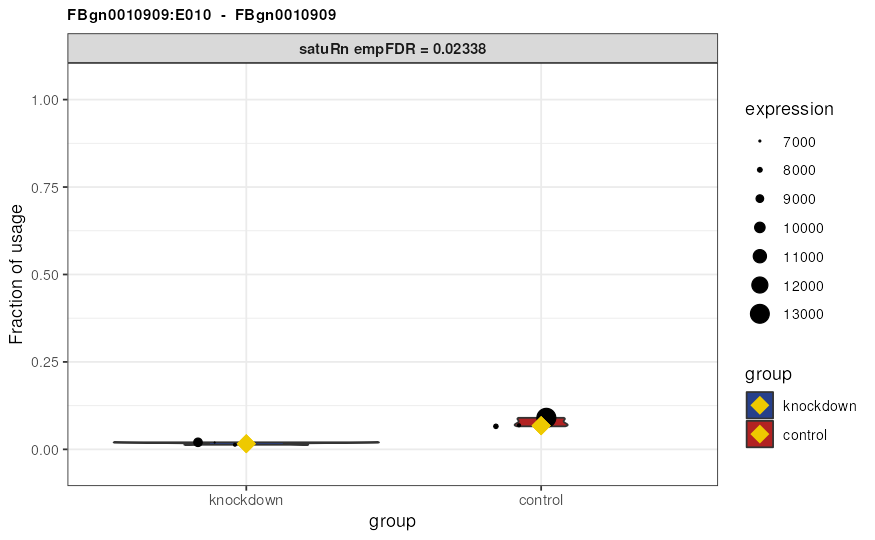 FBgn0010909:E010 - FBgn0010909
satuRn empFDR = 0.02338
1.00
0.75
0.50
0.25
0.00
Fraction of usage
knockdown
control
group
expression
7000
8000
9000
10000
11000
12000
13000
group
knockdown
control